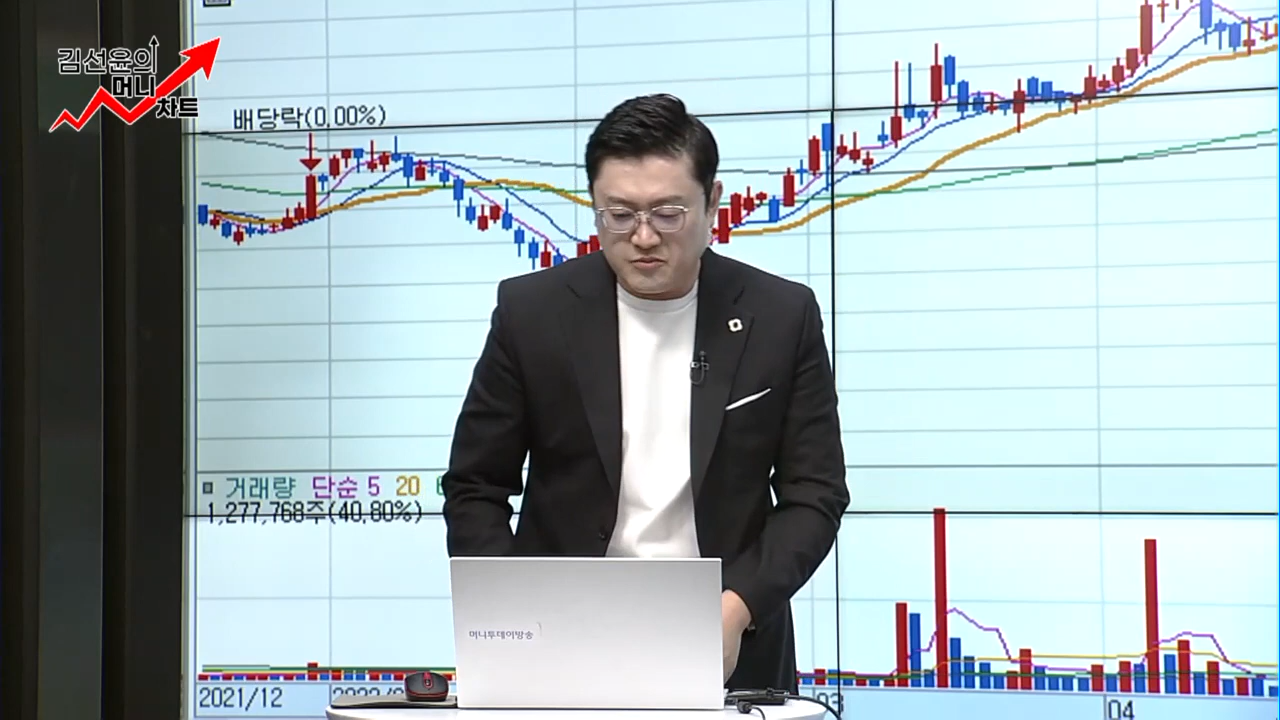 김선윤의
머니
차트
배당락(0,00%)
거래량 단순 5 20
1,277,768주(40,80%)
머니투데이방송
2021/12
03
04